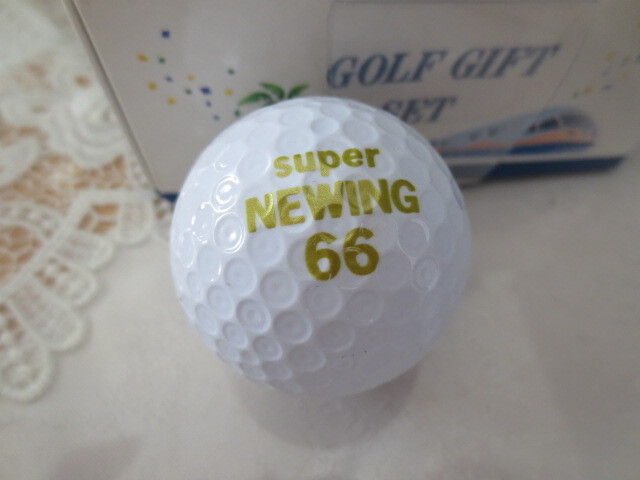 GOLF GIFT
SET
super
NEWING
66